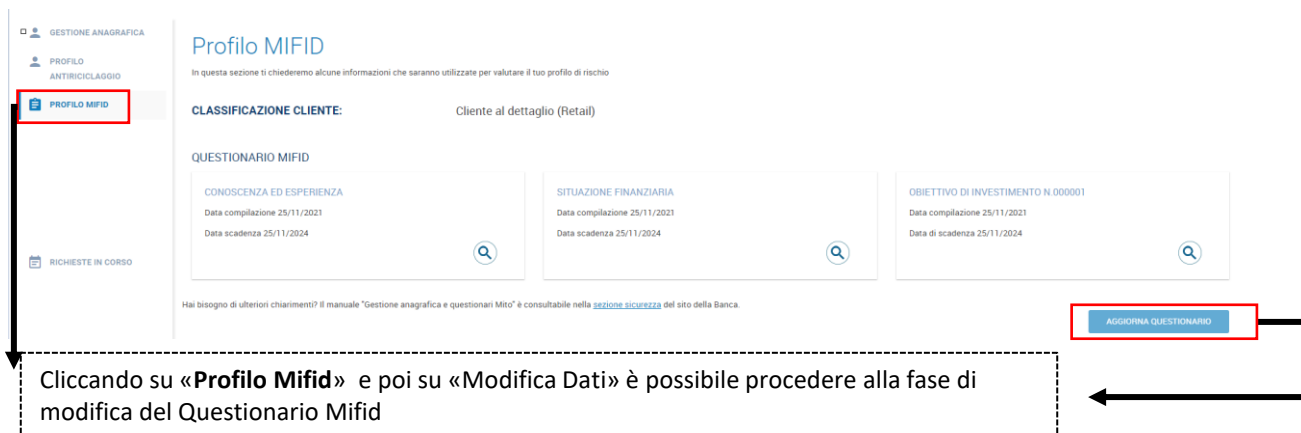 GESTIONE ANAGRAFICA
PROFILO
ANTIRICICLAGGIO
PROFILO MIFID
RICHIESTE IN CORSO
Profilo MIFID
In questa sezione ti chiederemo alcune informazioni che saranno utilizzate per valutare il tuo profilo di rischio
CLASSIFICAZIONE CLIENTE: Cliente al dettaglio (Retail)
QUESTIONARIO MIFID
CONOSCENZA ED ESPERIENZA
Data compilazione 25/11/2021
Data scadenza 25/11/2024
SITUAZIONE FINANZIARIA
Data compilazione 25/11/2021
Data scadenza 25/11/2024
OBIETTIVO DI INVESTIMENTO N.000001
Data compilazione 25/11/2021
Data di scadenza 25/11/2024
Hai bisogno di ulteriori chiarimenti? Il manuale "Gestione anagrafica e questionari Mito" è consultabile nella sezione sicurezza del sito della Banca.
AGGIORNA QUESTIONARIO
Cliccando su «Profilo Mifid» e poi su «Modifica Dati» è possibile procedere alla fase di
modifica del Questionario Mifid